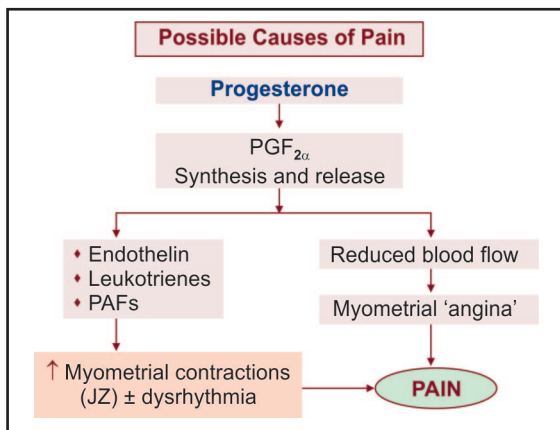 Possible Causes of Pain
Progesterone
PGF2α
Synthesis and release
♦ Endothelin
♦ Leukotrienes
♦ PAFs
Reduced blood flow
Myometrial ‘angina’
↑ Myometrial contractions
(JZ) ± dysrhythmia
PAIN